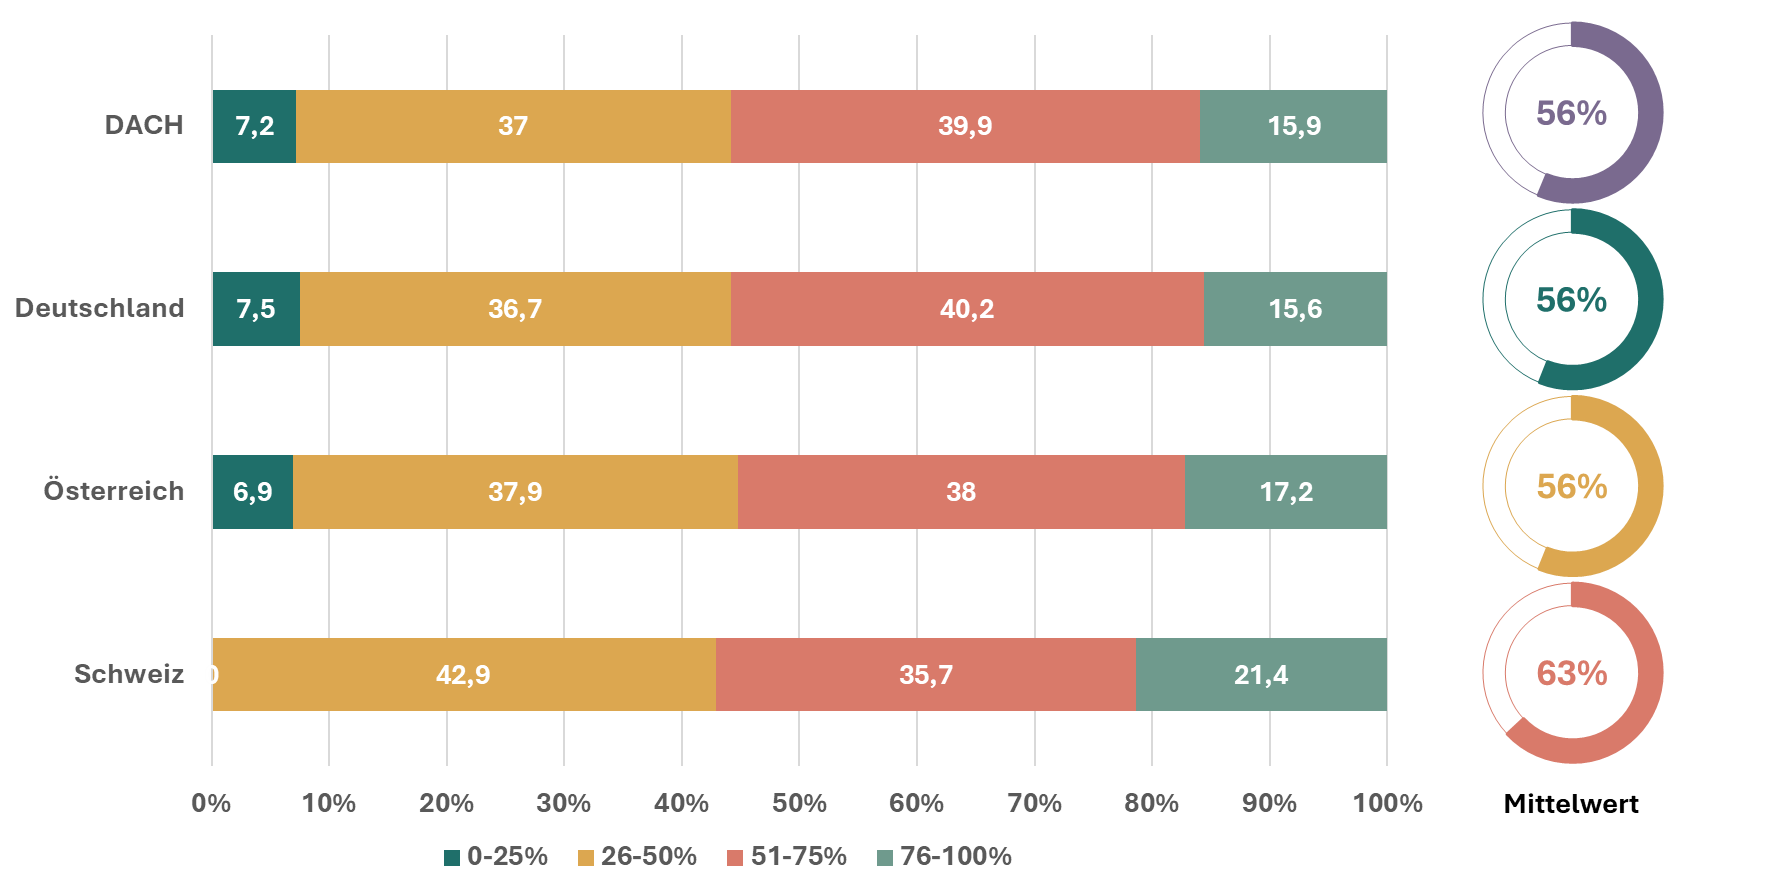 DACH 7,2 37 39,9 15,9 56%
Deutschland 7,5 36,7 40,2 15,6 56%
Österreich 6,9 37,9 38 17,2 56%
Schweiz 0 42,9 35,7 21,4 63%
0% 10% 20% 30% 40% 50% 60% 70% 80% 90% 100% Mittelwert
0-25% 26-50% 51-75% 76-100%